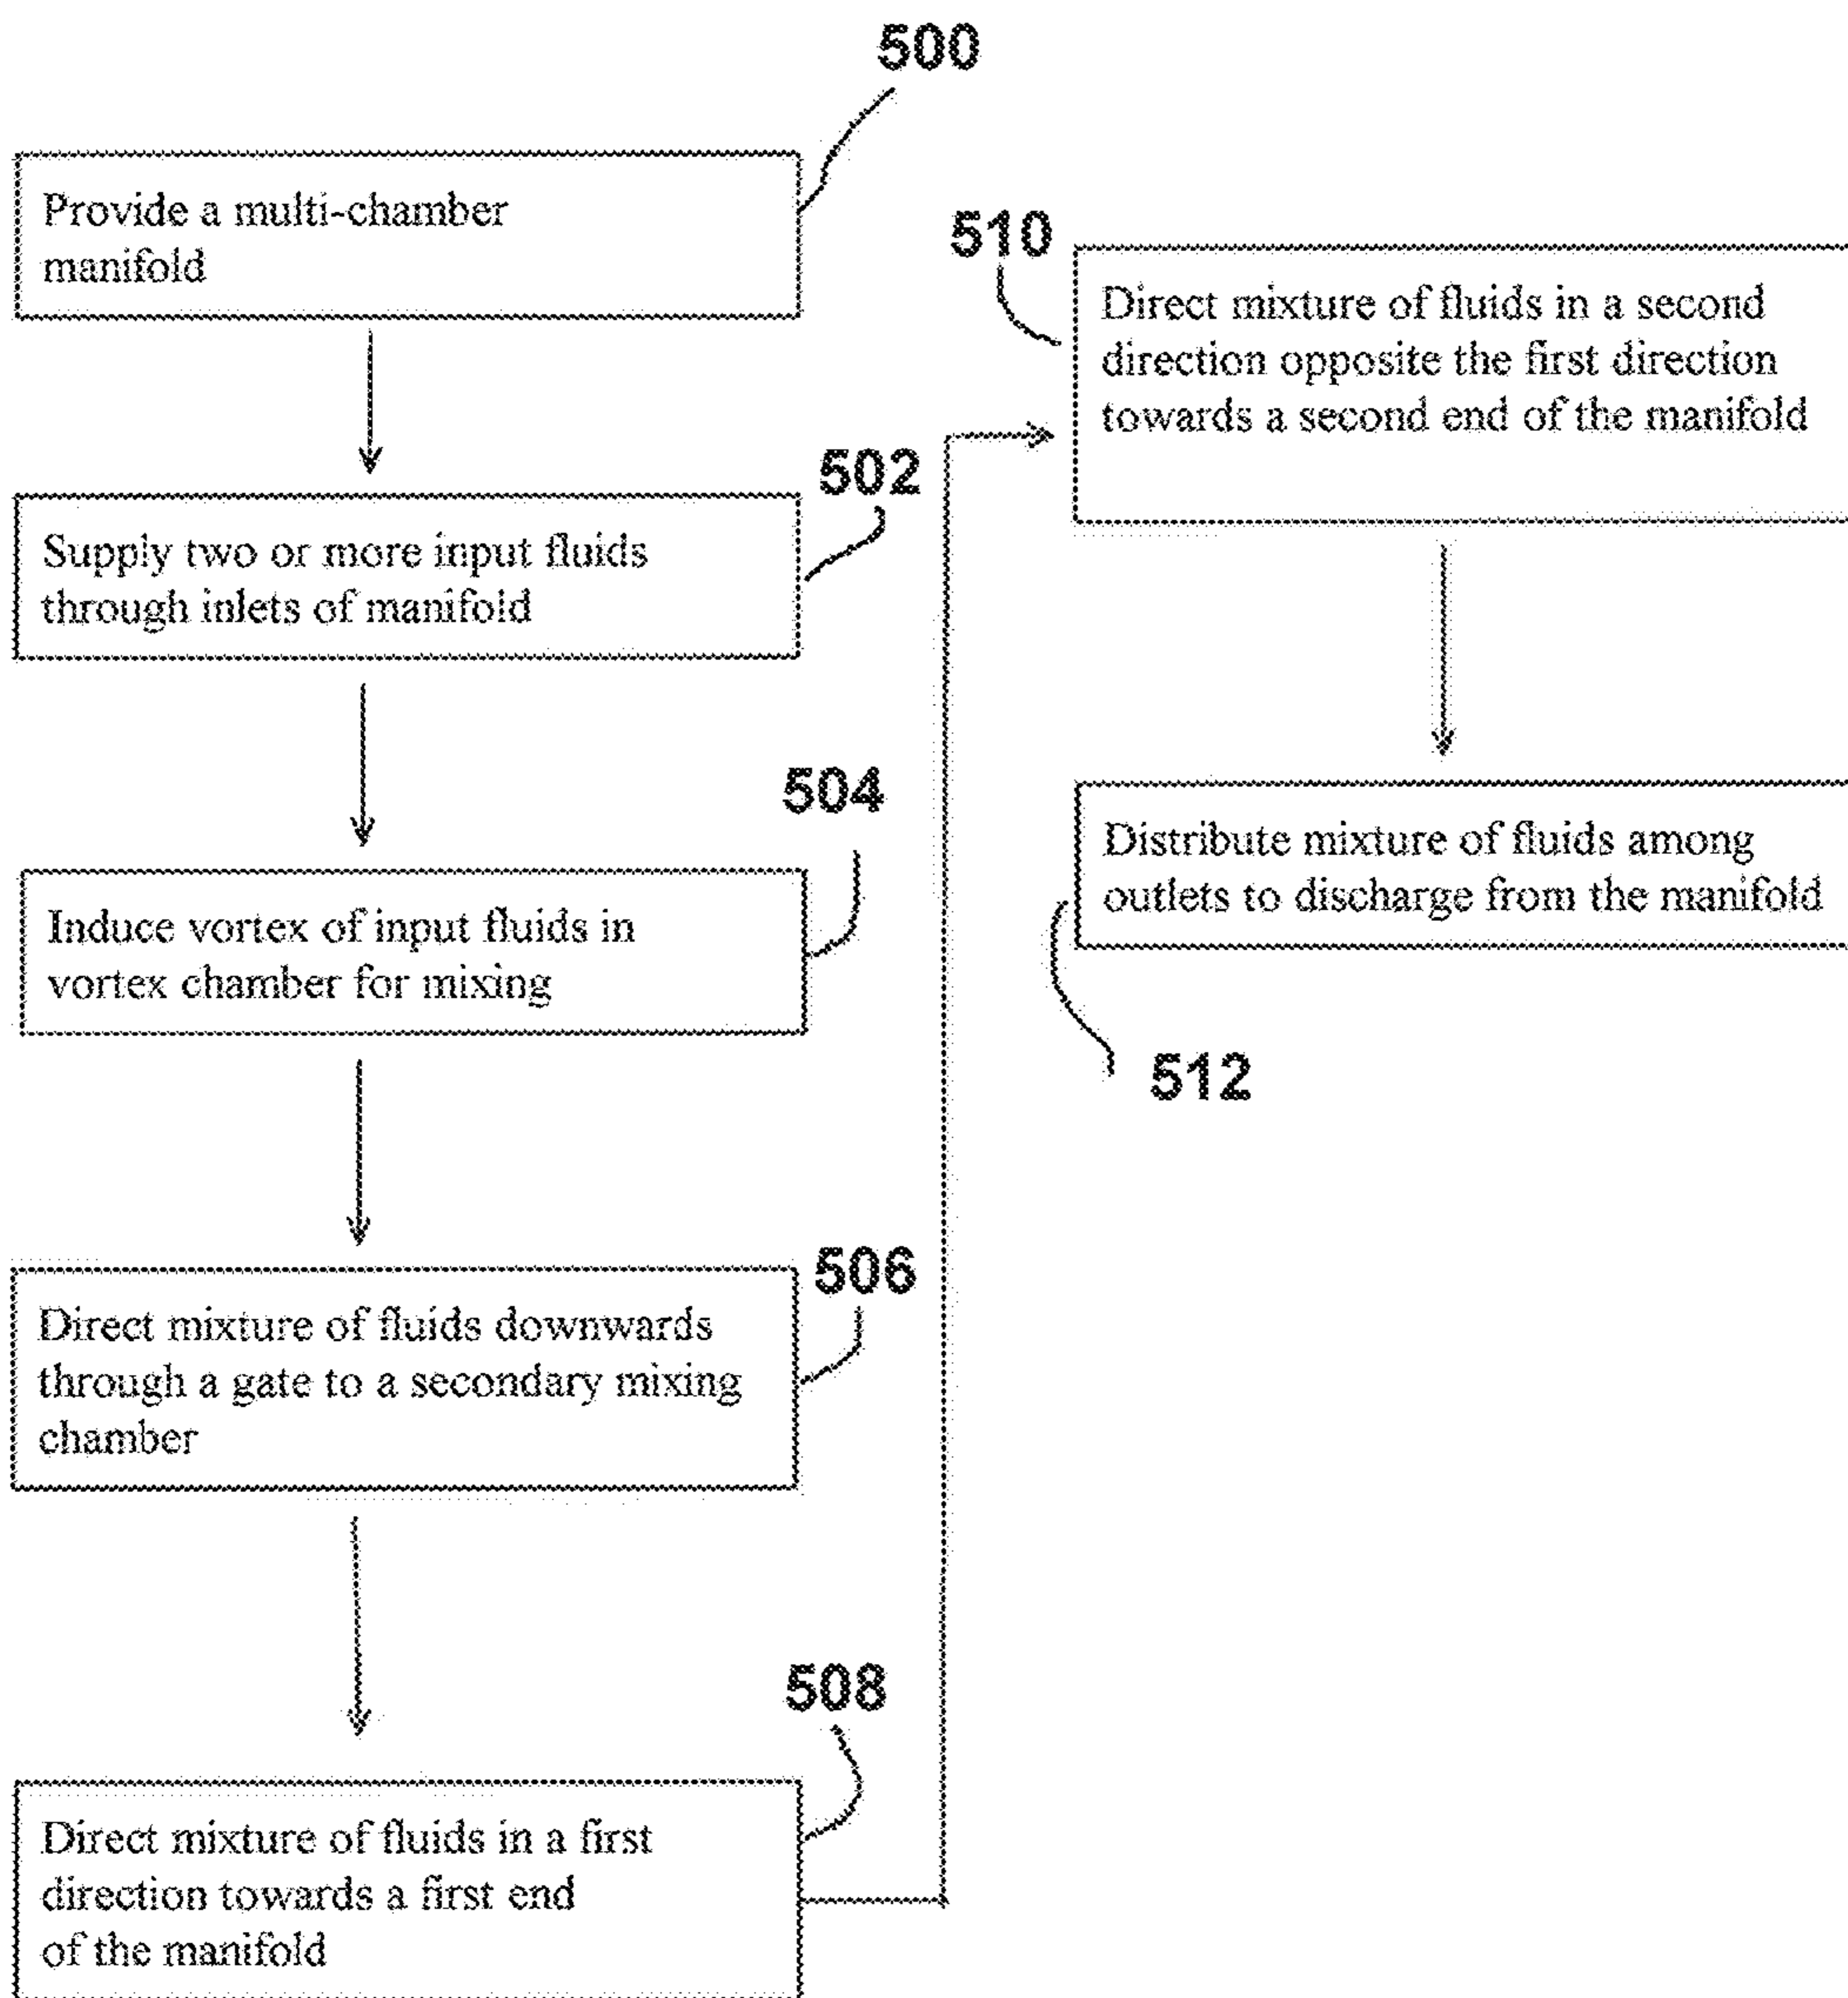 500
Provide a multi-chamber
manifold
502
Supply two or more input fluids
through inlets of manifold
504
Induce vortex of input fluids in
vortex chamber for mixing
506
Direct mixture of fluids downwards
through a gate to a secondary mixing
chamber
508
Direct mixture of fluids in a first
direction towards a first end
of the manifold
510
Direct mixture of fluids in a second
direction opposite the first direction
towards a second end of the manifold
Distribute mixture of fluids among
outlets to discharge from the manifold
512